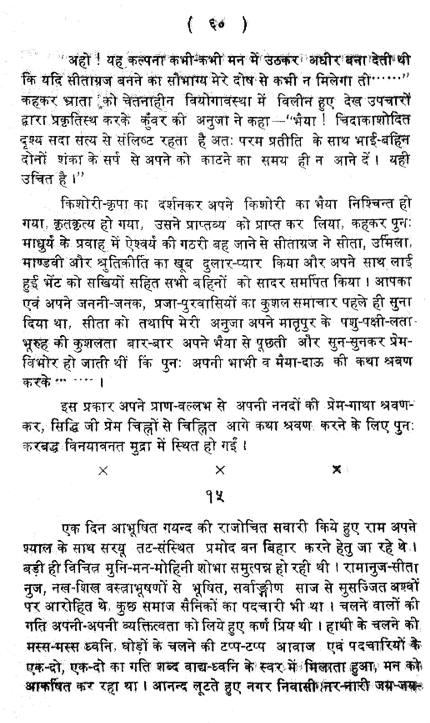 ( ६० )
अहो ! यह कल्पना कभी-कभी मन में उठकर अधीर बना देती थी
कि यदि सीताग्रज बनने का सौभाग्य मेरे दोष से कभी न मिलेगा तो······"
कहकर भ्राता को चेतनाहीन वियोगावस्था में विलीन हुए देख उपचारों
द्वारा प्रकृतिस्थ करके कुँवर की अनुजा ने कहा—"भैया ! चिदाकाशोदित
दृश्य सदा सत्य से संलिष्ट रहता है अतः परम प्रतीति के साथ भाई-बहिन
दोनों शंका के सर्प से अपने को काटने का समय ही न आने दें । यही
उचित है ।"
किशोरी-कृपा का दर्शनकर अपने किशोरी का भैया निश्चिन्त हो
गया, कृतकृत्य हो गया, उसने प्राप्तव्य को प्राप्त कर लिया, कहकर पुनः
माधुर्य के प्रवाह में ऐश्वर्य की गठरी बह जाने से सीताग्रज ने सीता, उर्मिला,
माण्डवी और श्रुतिकीर्ति का खूब दुलार-प्यार किया और अपने साथ लाई
हुई भेंट को सखियों सहित सभी बहिनों को सादर समर्पित किया । आपका
एवं अपने जननी-जनक, प्रजा-पुरवासियों का कुशल समाचार पहले ही सुना
दिया था, सीता को तथापि मेरी अनुजा अपने मातृपुर के पशु-पक्षी-लता-
भूरुह की कुशलता बार-बार अपने भैया से पूछती और सुन-सुनकर प्रेम-
विभोर हो जाती थीं कि पुनः अपनी भाभी व मैया-दाऊ की कथा श्रवण
करके ··· ···· ।
इस प्रकार अपने प्राण-वल्लभ से अपनी ननदों की प्रेम-गाथा श्रवण-
कर, सिद्धि जी प्रेम चिह्नों से चिह्नित आगे कथा श्रवण करने के लिए पुनः
करबद्ध विनयावनत मुद्रा में स्थित हो गईं ।
× × ×
१५
एक दिन आभूषित गयन्द की राजोचित सवारी किये हुए राम अपने
श्याल के साथ सरयू तट-संस्थित प्रमोद बन बिहार करने हेतु जा रहे थे ।
बड़ी ही विचित्र मुनि-मन-मोहिनी शोभा समुत्पन्न हो रही थी । रामानुज-सीता
नुज, नख-शिख वस्त्राभूषणों से भूषित, सर्वाङ्गीण साज से सुसज्जित अश्वों
पर आरोहित थे, कुछ समाज सैनिकों का पदचारी भी था । चलने वालों की
गति अपनी-अपनी व्यक्तित्वता को लिये हुए कर्ण प्रिय थी । हाथी के चलने की
मस्स-मस्स ध्वनि, घोड़ों के चलने की टप्प-टप्प आवाज एवं पदचारियों के
एक-दो, एक-दो का गति शब्द वाद्य-ध्वनि के स्वर में मिलता हुआ, मन को
आकर्षित कर रहा था । आनन्द लूटते हुए नगर निवासी नर-नारी जय-जय-